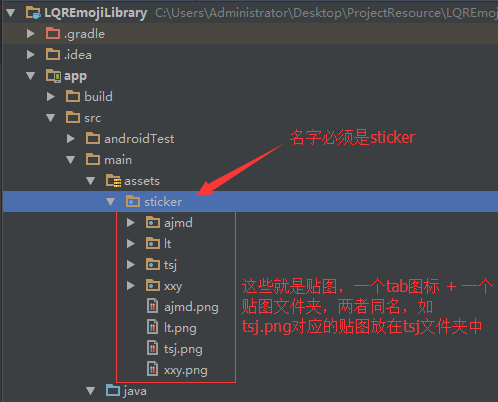 LQREmojiLibrary C:\Users\Administrator\Desktop\ProjectResource\LQREmoj
.gradle
.idea
app
build
src
androidTest
main
名字必须是sticker
assets
sticker
ajmd
lt
tsj
xxy
ajmd.png
lt.png
tsj.png
xxy.png
这些就是贴图，一个tab图标 + 一个
贴图文件夹，两者同名，如
tsj.png对应的贴图放在tsj文件夹中
java